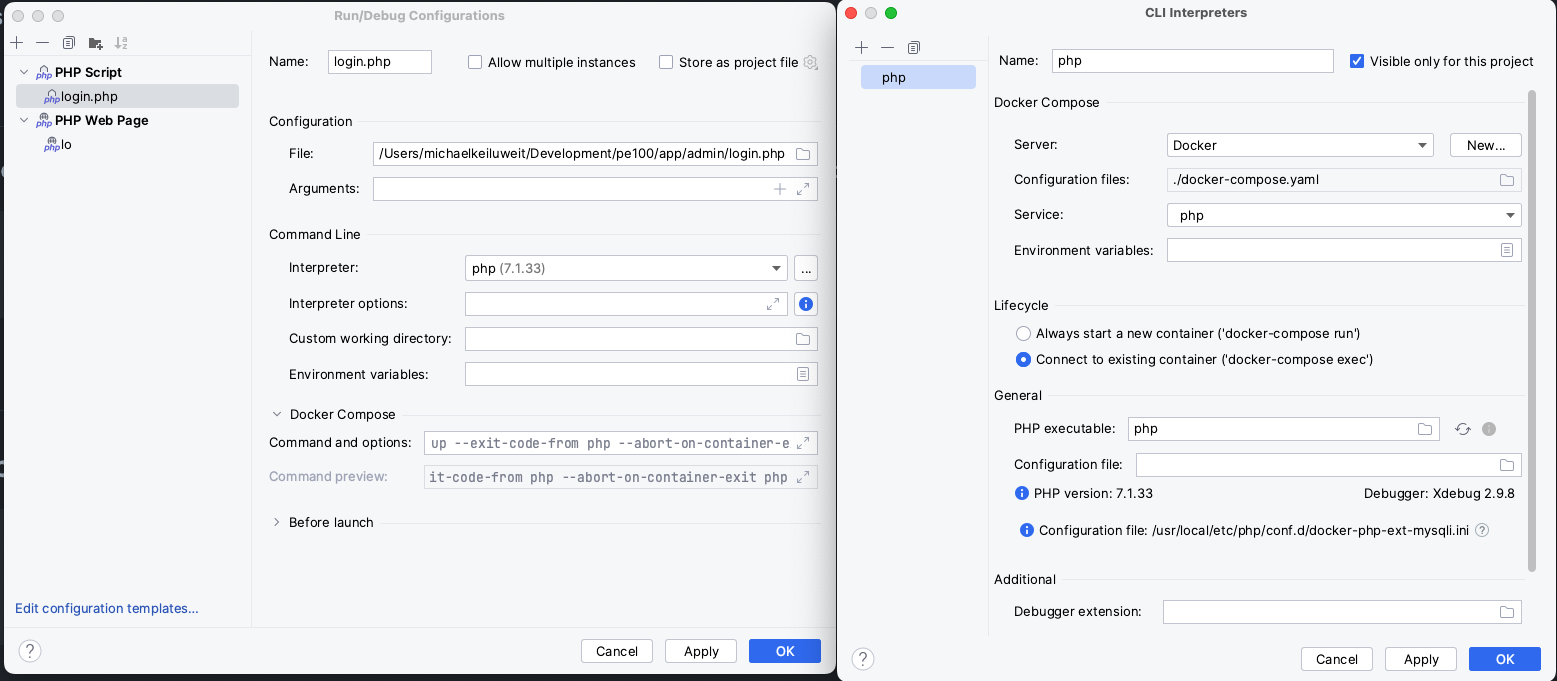 Run/Debug Configurations
PHP Script
login.php
PHP Web Page
lo
Edit configuration templates...
Name: login.php Allow multiple instances Store as project file
Configuration
File: /Users/michaelkeiluweit/Development/pe100/app/admin/login.php
Arguments:
Command Line
Interpreter: php (7.1.33) ...
Interpreter options:
Custom working directory:
Environment variables:
Docker Compose
Command and options: up --exit-code-from php --abort-on-container-e
Command preview: it-code-from php --abort-on-container-exit php
Before launch
? Cancel Apply OK
CLI Interpreters
php
Name: php Visible only for this project
Docker Compose
Server: Docker New...
Configuration files: ./docker-compose.yaml
Service: php
Environment variables:
Lifecycle
Always start a new container ('docker-compose run')
Connect to existing container ('docker-compose exec')
General
PHP executable: php
Configuration file:
PHP version: 7.1.33 Debugger: Xdebug 2.9.8
Configuration file: /usr/local/etc/php/conf.d/docker-php-ext-mysqli.ini ?
Additional
Debugger extension:
? Cancel Apply OK